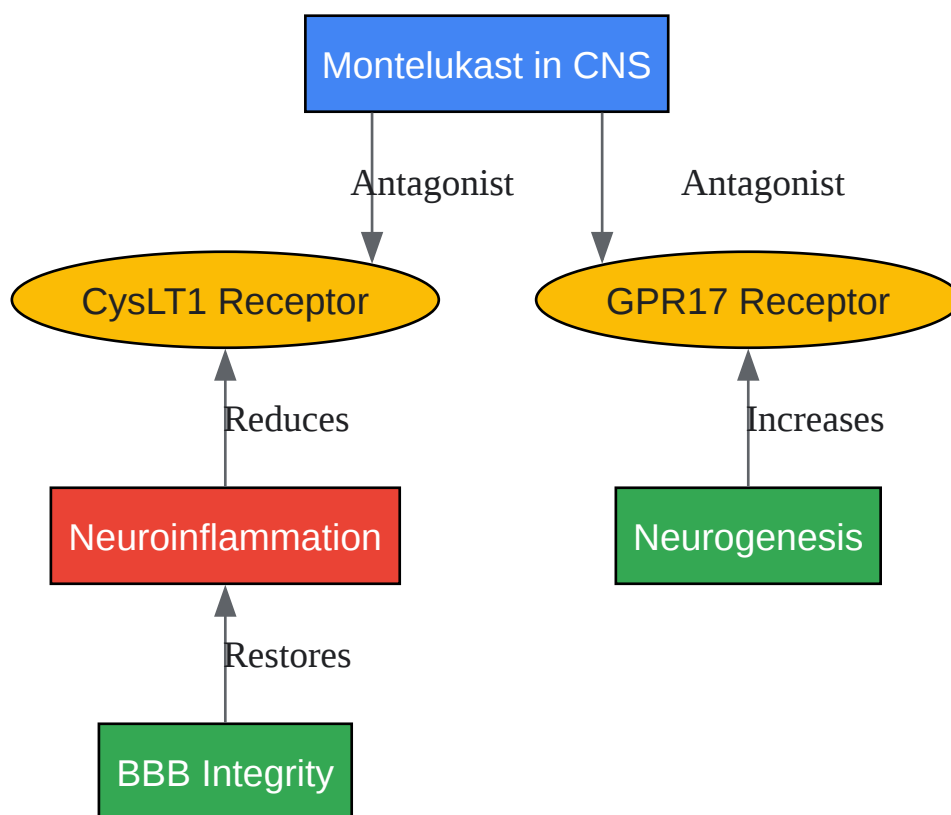 Montelukast in CNS
Antagonist
Antagonist
CysLT1 Receptor
GPR17 Receptor
Reduces
Increases
Neuroinflammation
Neurogenesis
Restores
BBB Integrity